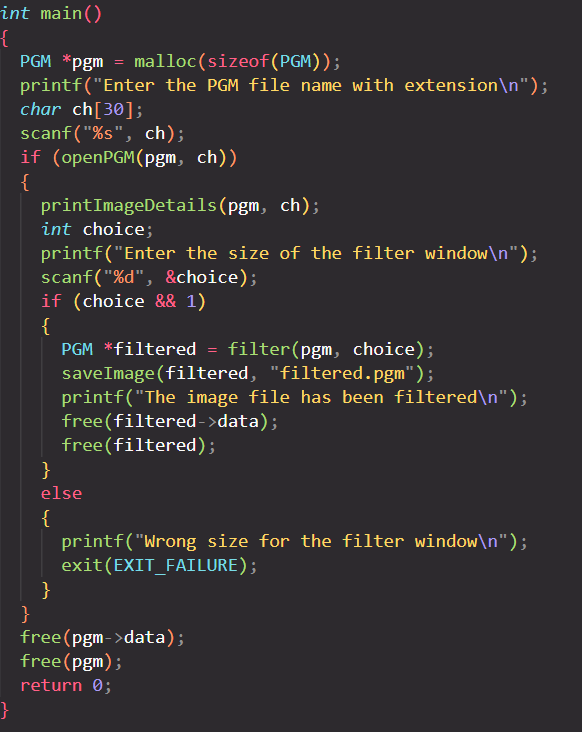 int main()
{
  PGM *pgm = malloc(sizeof(PGM));
  printf("Enter the PGM file name with extension\n");
  char ch[30];
  scanf("%s", ch);
  if (openPGM(pgm, ch))
  {
    printImageDetails(pgm, ch);
    int choice;
    printf("Enter the size of the filter window\n");
    scanf("%d", &choice);
    if (choice && 1)
    {
      PGM *filtered = filter(pgm, choice);
      saveImage(filtered, "filtered.pgm");
      printf("The image file has been filtered\n");
      free(filtered->data);
      free(filtered);
    }
    else
    {
      printf("Wrong size for the filter window\n");
      exit(EXIT_FAILURE);
    }
  }
  free(pgm->data);
  free(pgm);
  return 0;
}